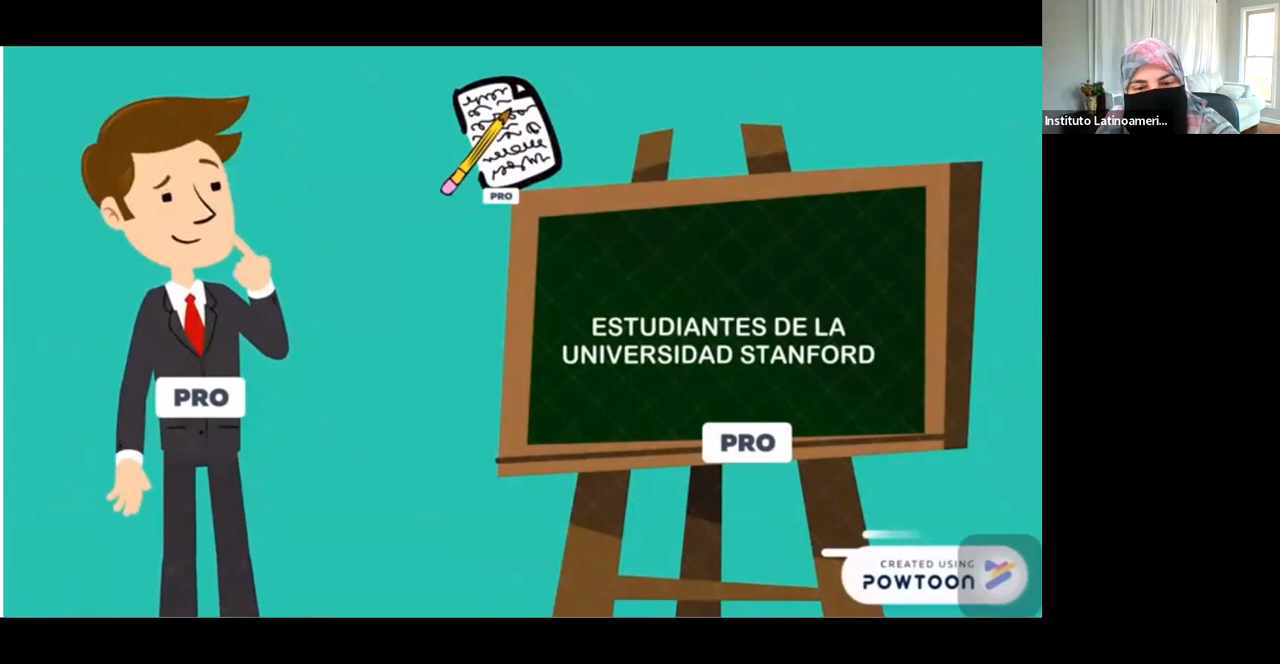 Instituto Latinoameri...
PRO
ESTUDIANTES DE LA
UNIVERSIDAD STANFORD
PRO
PRO
CREATED USING
POWTOON